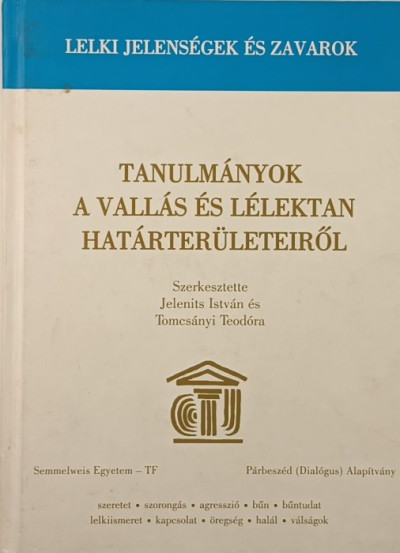 LELKI JELENSÉGEK ÉS ZAVAROK
TANULMÁNYOK
A VALLÁS ÉS LÉLEKTAN
HATÁRTERÜLETEIRŐL
Szerkesztette
Jelenits István és
Tomcsányi Teodóra
Semmelweis Egyetem – TF
Párbeszéd (Dialógus) Alapítvány
szeretet • szorongás • agresszió • bűn • bűntudat
lelkiismeret • kapcsolat • öregség • halál • válságok